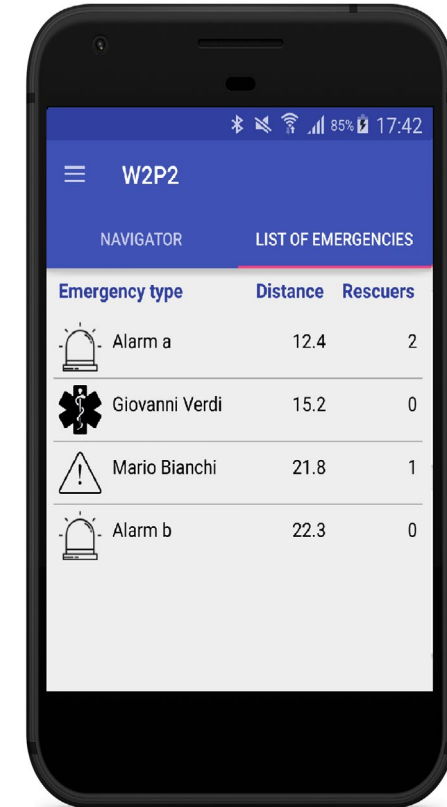 85% 17:42
W2P2
NAVIGATOR LIST OF EMERGENCIES
Emergency type Distance Rescuers
Alarm a 12.4 2
Giovanni Verdi 15.2 0
Mario Bianchi 21.8 1
Alarm b 22.3 0